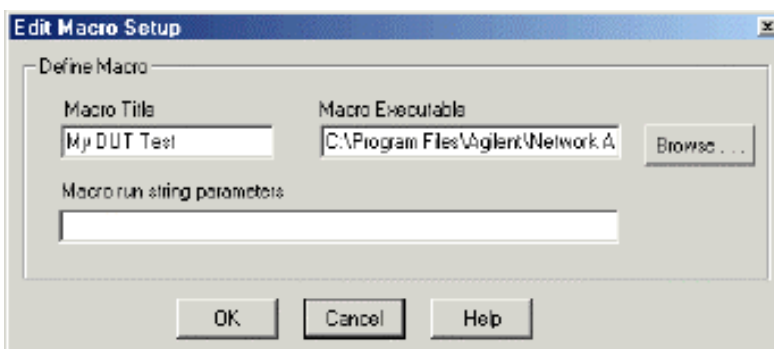 Edit Macro Setup
Define Macro
Macro Title
Macro Executable
My DUT Test
C:\Program Files\Agilent\Network A
Browse . . .
Macro run string parameters
OK
Cancel
Help